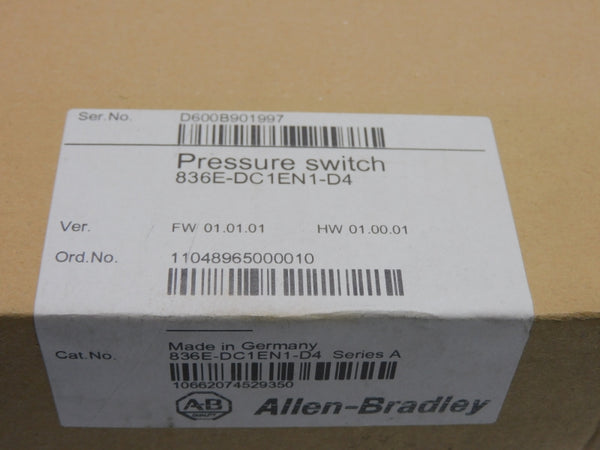 Ser.No. D600B901997
Pressure switch
836E-DC1EN1-D4
Ver. FW 01.01.01 HW 01.00.01
Ord.No. 11048965000010
Made in Germany
Cat.No. 836E-DC1EN1-D4 Series A
10662074529350
A-B QUALITY Allen-Bradley